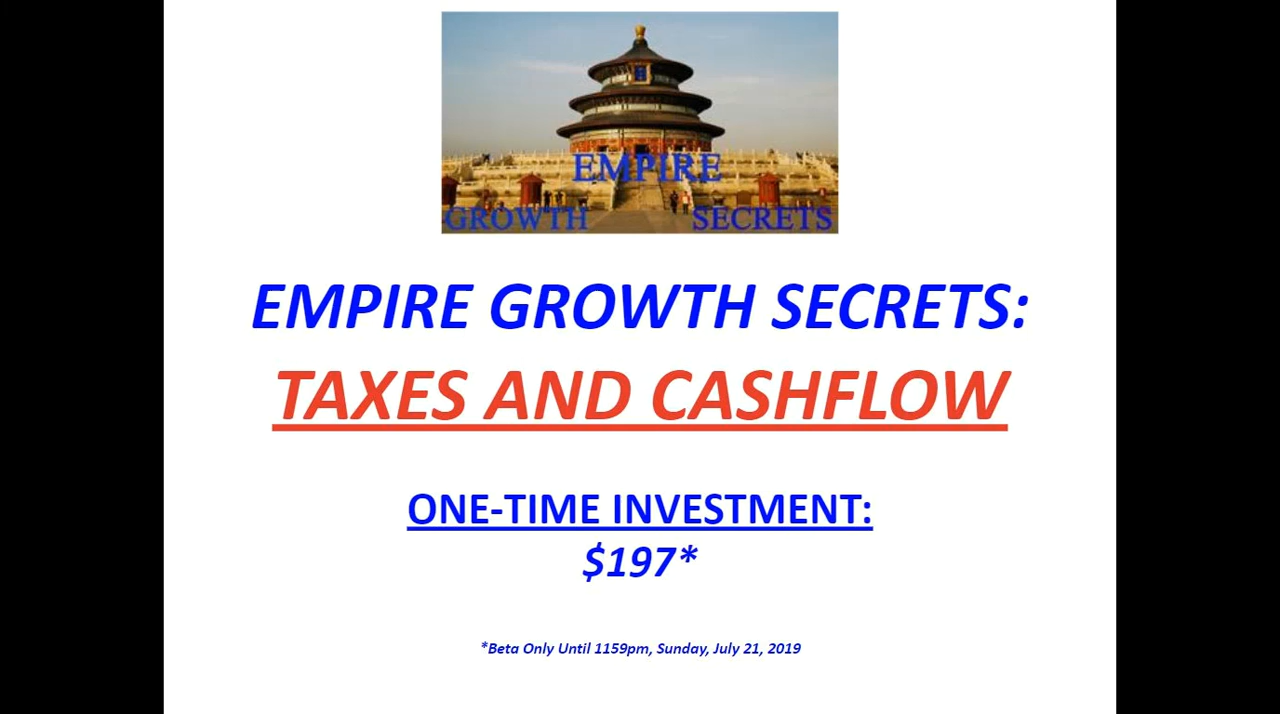 EMPIRE
GROWTH SECRETS
EMPIRE GROWTH SECRETS:
TAXES AND CASHFLOW
ONE-TIME INVESTMENT:
$197*
*Beta Only Until 1159pm, Sunday, July 21, 2019